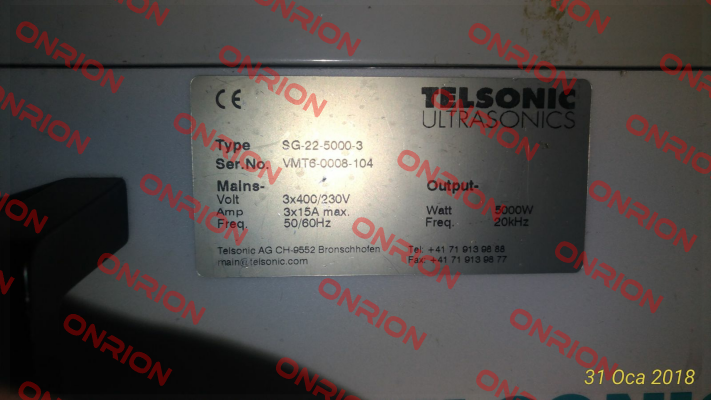 CE
TELSONIC
ULTRASONICS
Type SG-22-5000-3
Ser.No. VMT6-0008-104
Mains- Output-
Volt 3x400/230V
Amp 3x15A max. Watt 5000W
Freq. 50/60Hz Freq. 20kHz
Telsonic AG CH-9552 Bronschhofen Tel: +41 71 913 98 88
main@telsonic.com Fax: +41 71 913 98 77
31 Oca 2018
ONRION